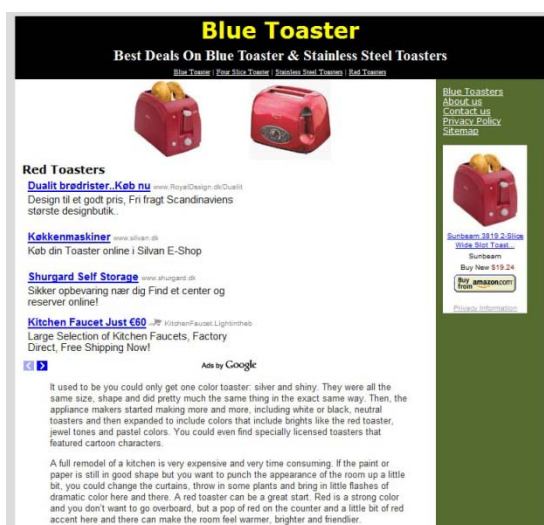 Blue Toaster
Best Deals On Blue Toaster & Stainless Steel Toasters
Blue Toaster | Four Slice Toaster | Stainless Steel Toasters | Red Toasters
Red Toasters
Dualit brødrister..Køb nu www.RoyalDesign.dk/Dualit
Design til et godt pris, Fri fragt Scandinaviens
største designbutik..
Køkkenmaskiner www.silvan.dk
Køb din Toaster online i Silvan E-Shop
Shurgard Self Storage www.shurgard.dk
Sikker opbevaring nær dig Find et center og
reserver online!
Kitchen Faucet Just €60 KitchenFaucet.Lightintheb
Large Selection of Kitchen Faucets, Factory
Direct, Free Shipping Now!
Ads by Google
It used to be you could only get one color toaster: silver and shiny. They were all the
same size, shape and did pretty much the same thing in the exact same way. Then, the
appliance makers started making more and more, including white or black, neutral
toasters and then expanded to include colors that include brights like the red toaster,
jewel tones and pastel colors. You could even find specially licensed toasters that
featured cartoon characters.
A full remodel of a kitchen is very expensive and very time consuming. If the paint or
paper is still in good shape but you want to punch the appearance of the room up a little
bit, you could change the curtains, throw in some plants and bring in little flashes of
dramatic color here and there. A red toaster can be a great start. Red is a strong color
and you don't want to go overboard, but a pop of red on the counter and a little bit of red
accent here and there can make the room feel warmer, brighter and friendlier.
Blue Toasters
About us
Contact us
Privacy Policy
Sitemap
Sunbeam 3819 2-Slice
Wide Slot Toast...
Sunbeam
Buy New $19.24
Buy from amazon.com
Privacy Information